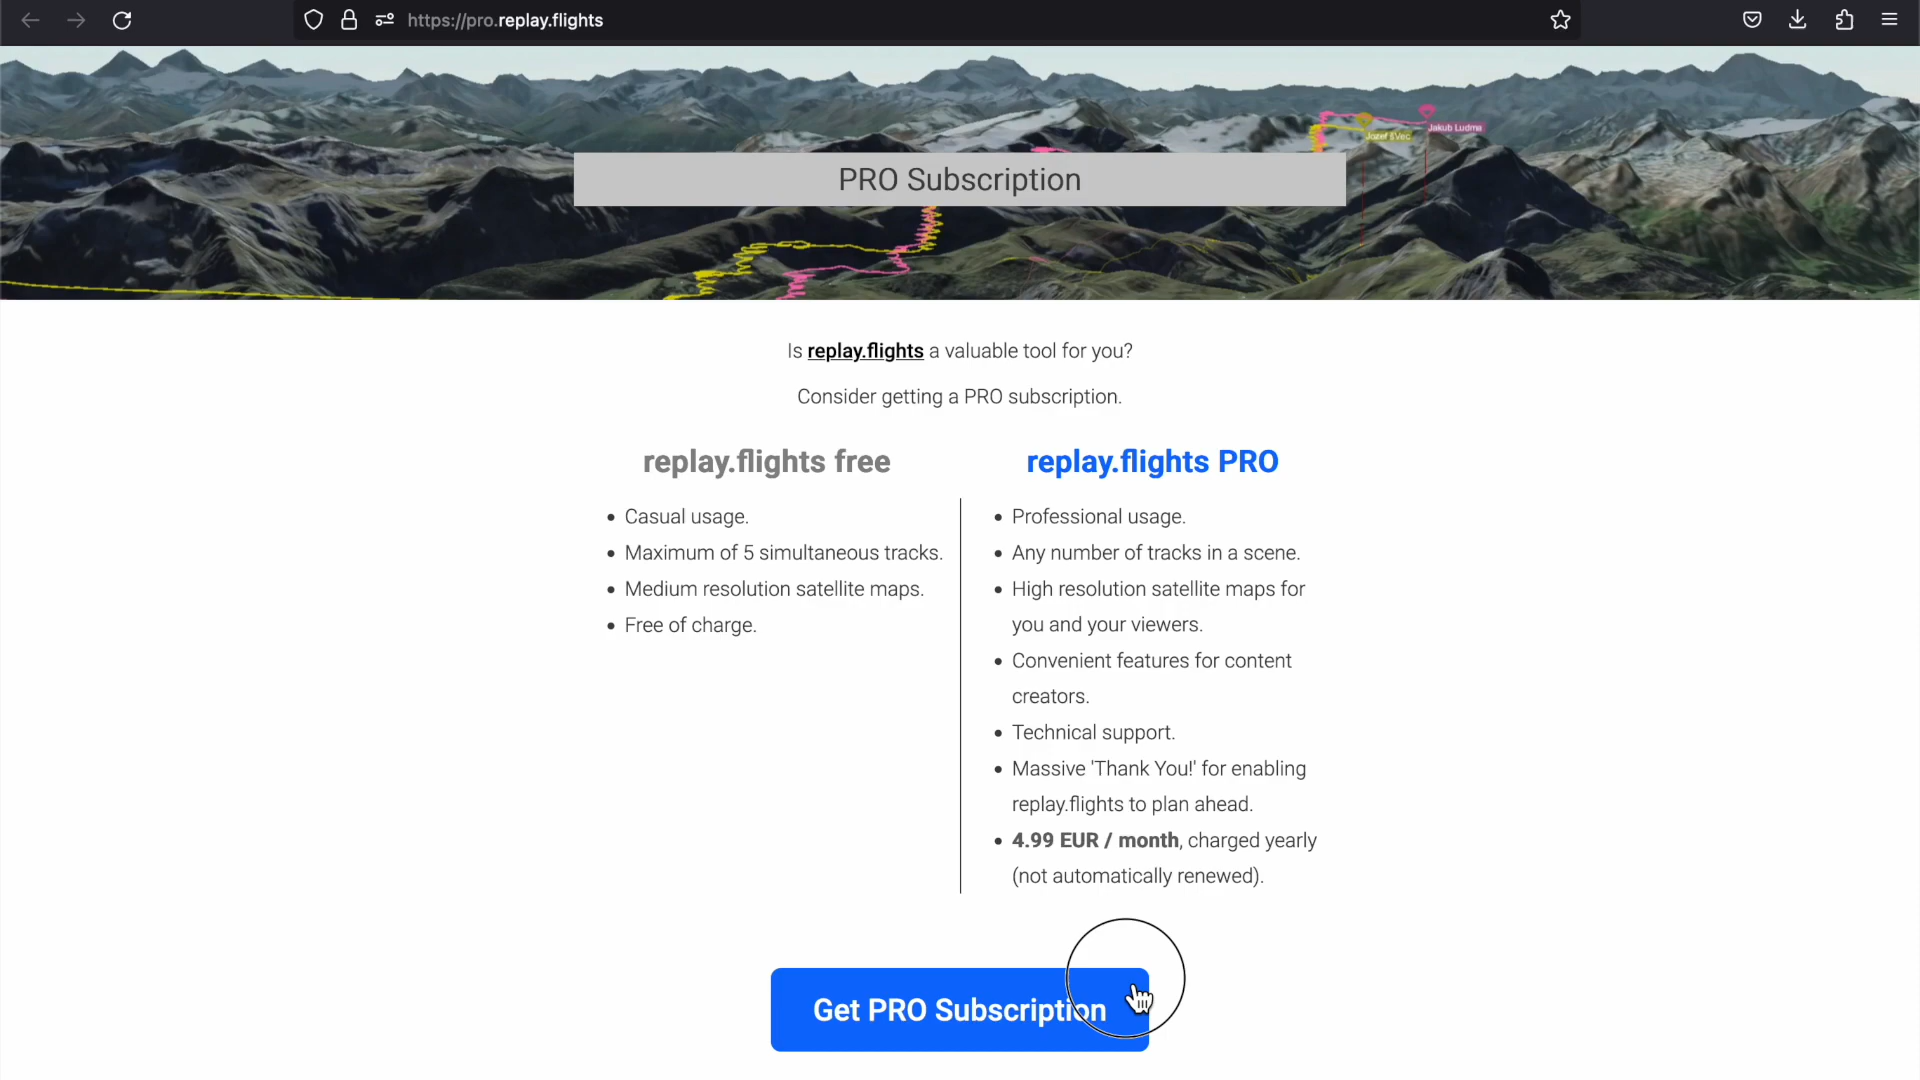 https://pro.replay.flights
Jozef šVec
Jakub Ludma
PRO Subscription
Is replay.flights a valuable tool for you?
Consider getting a PRO subscription.
replay.flights free
• Casual usage.
• Maximum of 5 simultaneous tracks.
• Medium resolution satellite maps.
• Free of charge.
replay.flights PRO
• Professional usage.
• Any number of tracks in a scene.
• High resolution satellite maps for
you and your viewers.
• Convenient features for content
creators.
• Technical support.
• Massive 'Thank You!' for enabling
replay.flights to plan ahead.
• 4.99 EUR / month, charged yearly
(not automatically renewed).
Get PRO Subscription